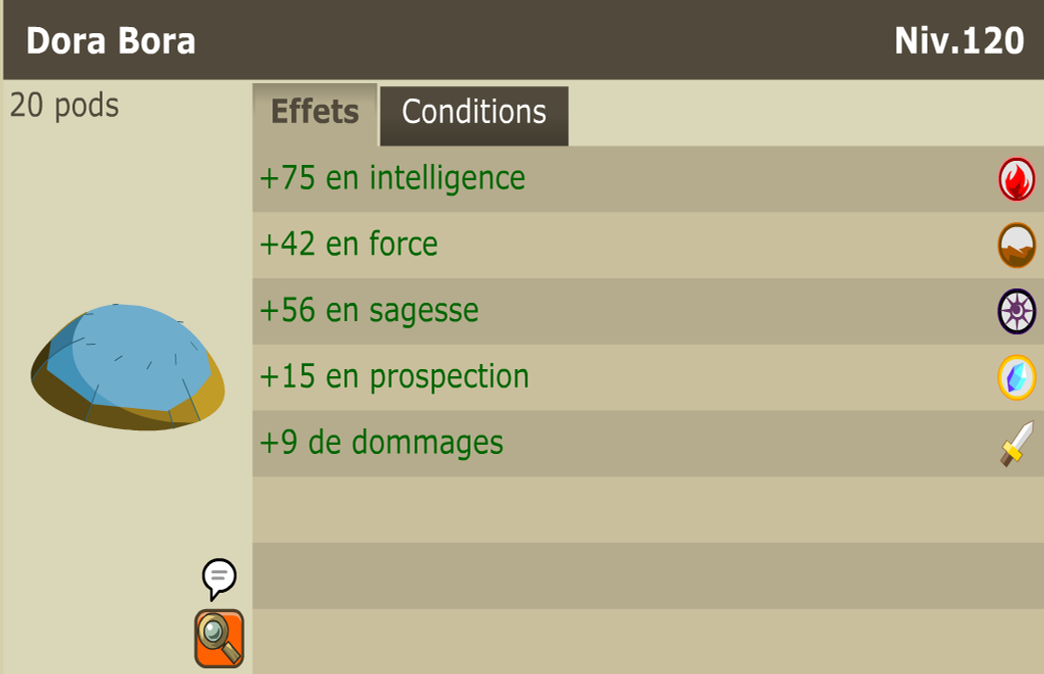 Dora Bora
Niv.120
20 pods
Effets
Conditions
+75 en intelligence
+42 en force
+56 en sagesse
+15 en prospection
+9 de dommages